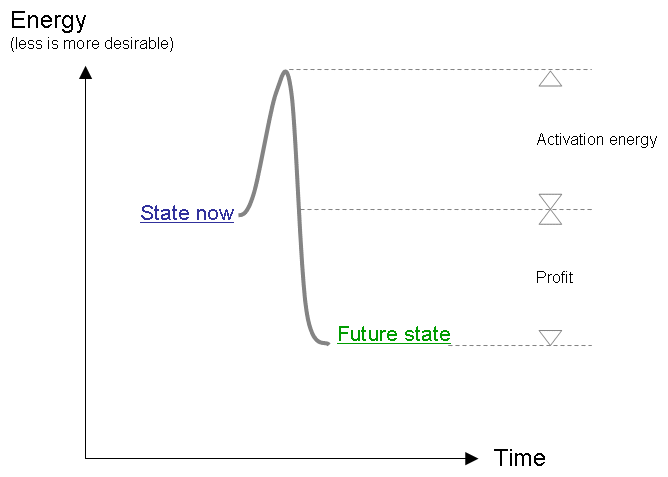 Energy
(less is more desirable)
Activation energy
State now
Profit
Future state
Time